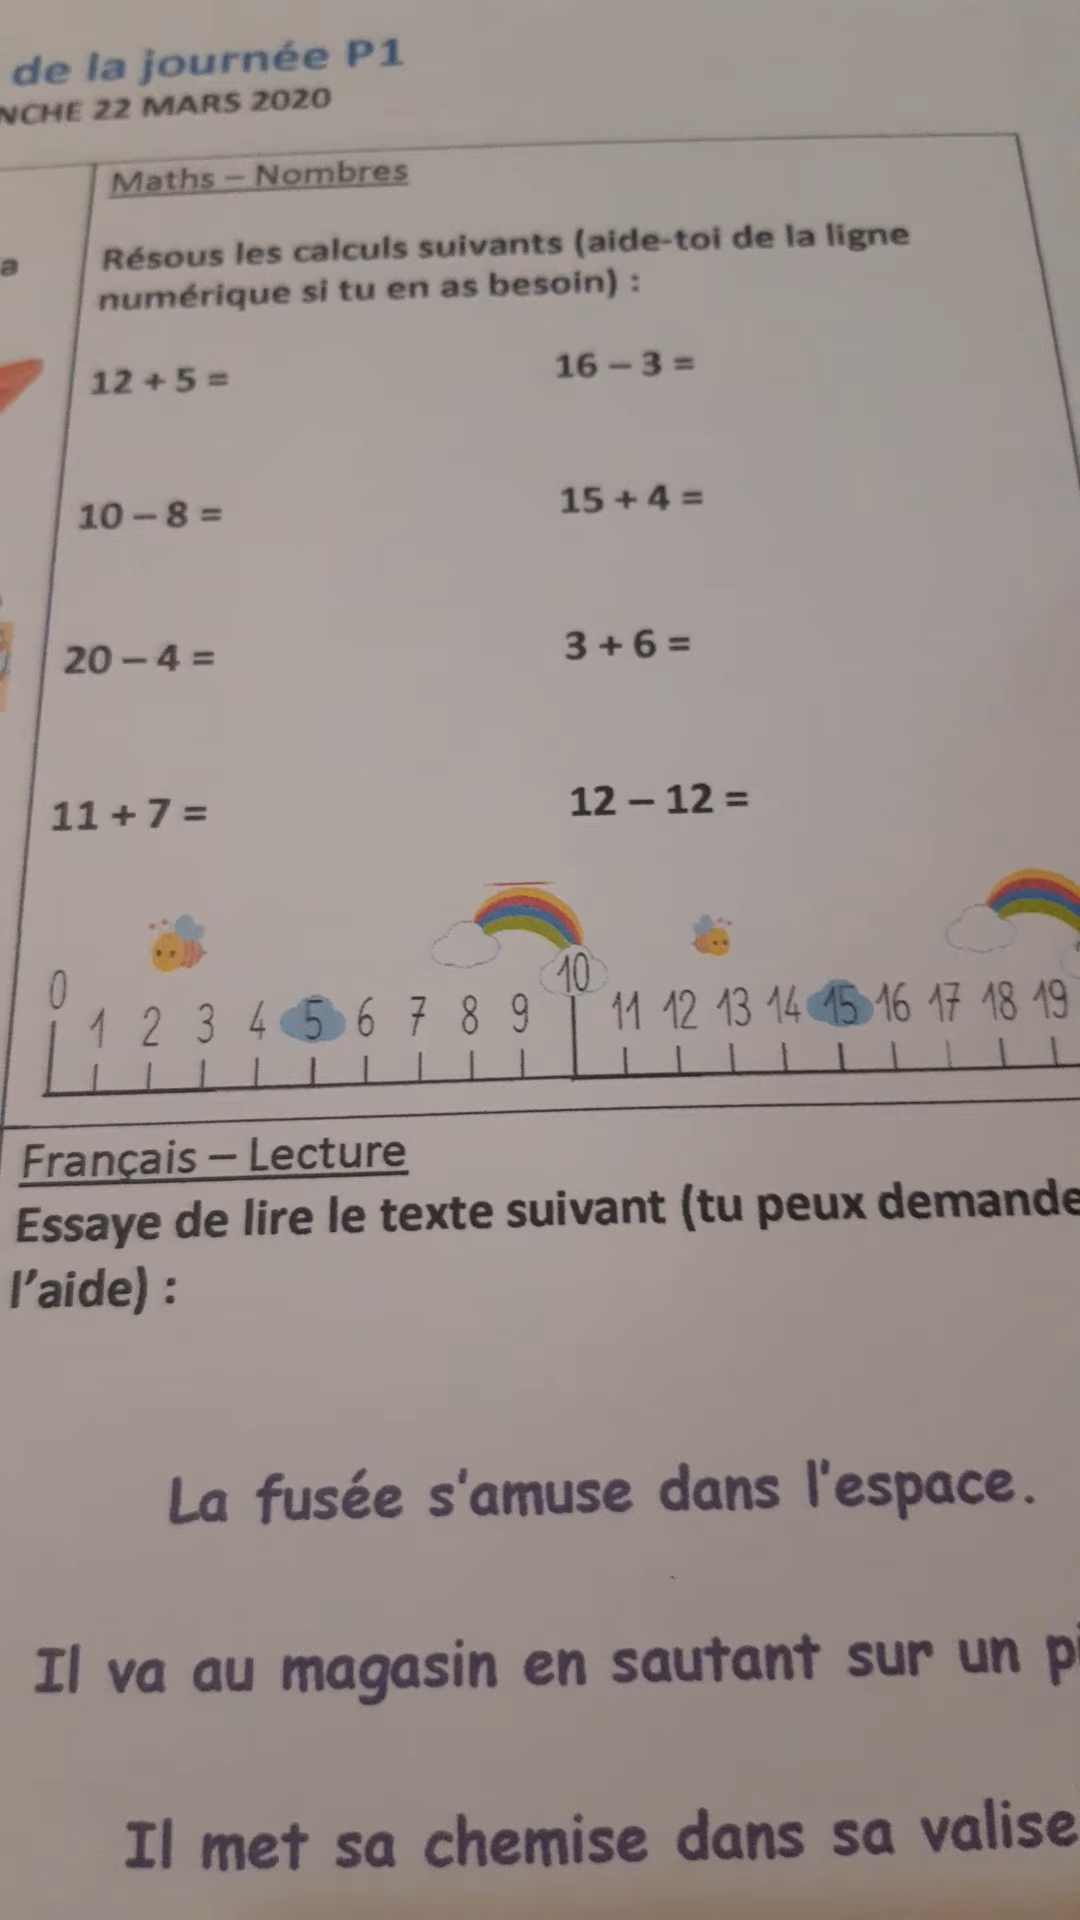 de la journée P1
NCHE 22 MARS 2020
Maths – Nombres
a
Résous les calculs suivants (aide-toi de la ligne
numérique si tu en as besoin) :
12 + 5 =
16 – 3 =
10 – 8 =
15 + 4 =
20 – 4 =
3 + 6 =
11 + 7 =
12 – 12 =
0 1 2 3 4 5 6 7 8 9 10 11 12 13 14 15 16 17 18 19
Français – Lecture
Essaye de lire le texte suivant (tu peux demande
l'aide) :
La fusée s'amuse dans l'espace.
Il va au magasin en sautant sur un pi
Il met sa chemise dans sa valise